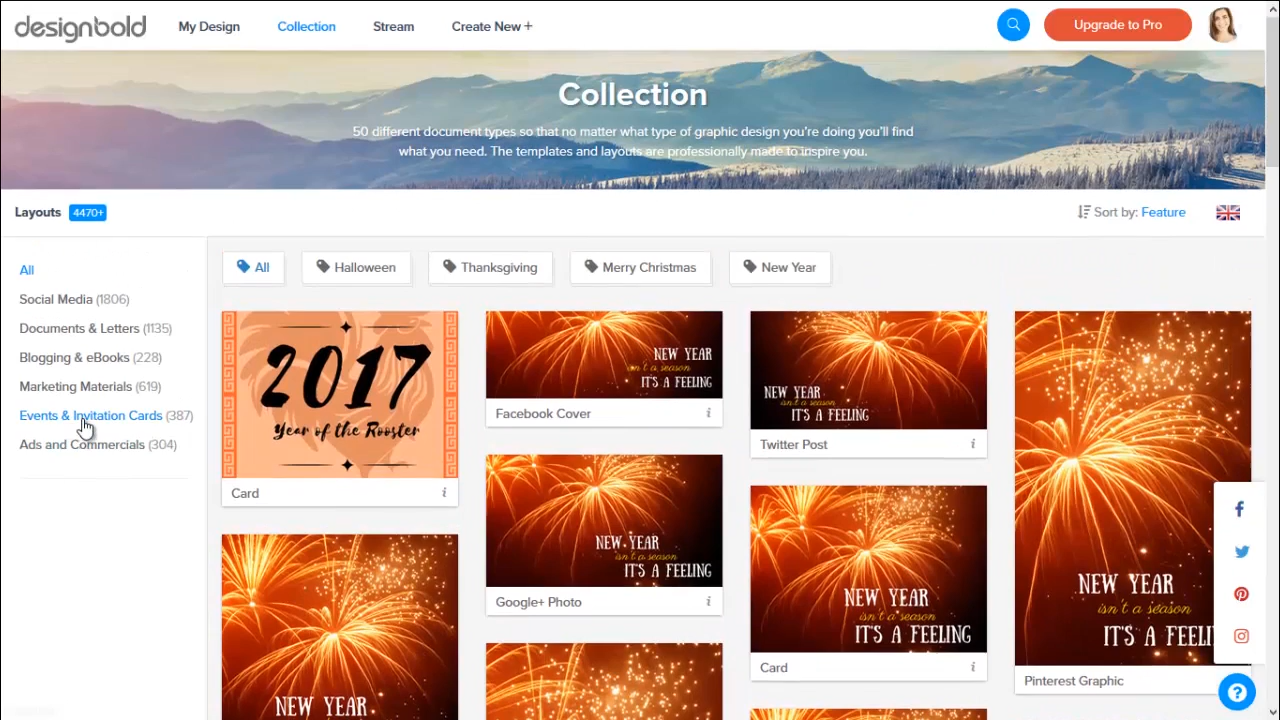 designbold
My Design
Collection
Stream
Create New +
Upgrade to Pro
Collection
50 different document types so that no matter what type of graphic design you're doing you'll find
what you need. The templates and layouts are professionally made to inspire you.
Layouts 4470+
Sort by: Feature
All
Social Media (1806)
Documents & Letters (1135)
Blogging & eBooks (228)
Marketing Materials (619)
Events & Invitation Cards (387)
Ads and Commercials (304)
All
Halloween
Thanksgiving
Merry Christmas
New Year
2017
Year of the Rooster
Card
NEW YEAR
NEW YEAR
isn't a season
IT'S A FEELING
Facebook Cover
NEW YEAR
isn't a season
IT'S A FEELING
Google+ Photo
NEW YEAR
isn't a season
IT'S A FEELING
Twitter Post
NEW YEAR
isn't a season
IT'S A FEELING
Card
NEW YEAR
isn't a season
IT'S A FEELI
Pinterest Graphic